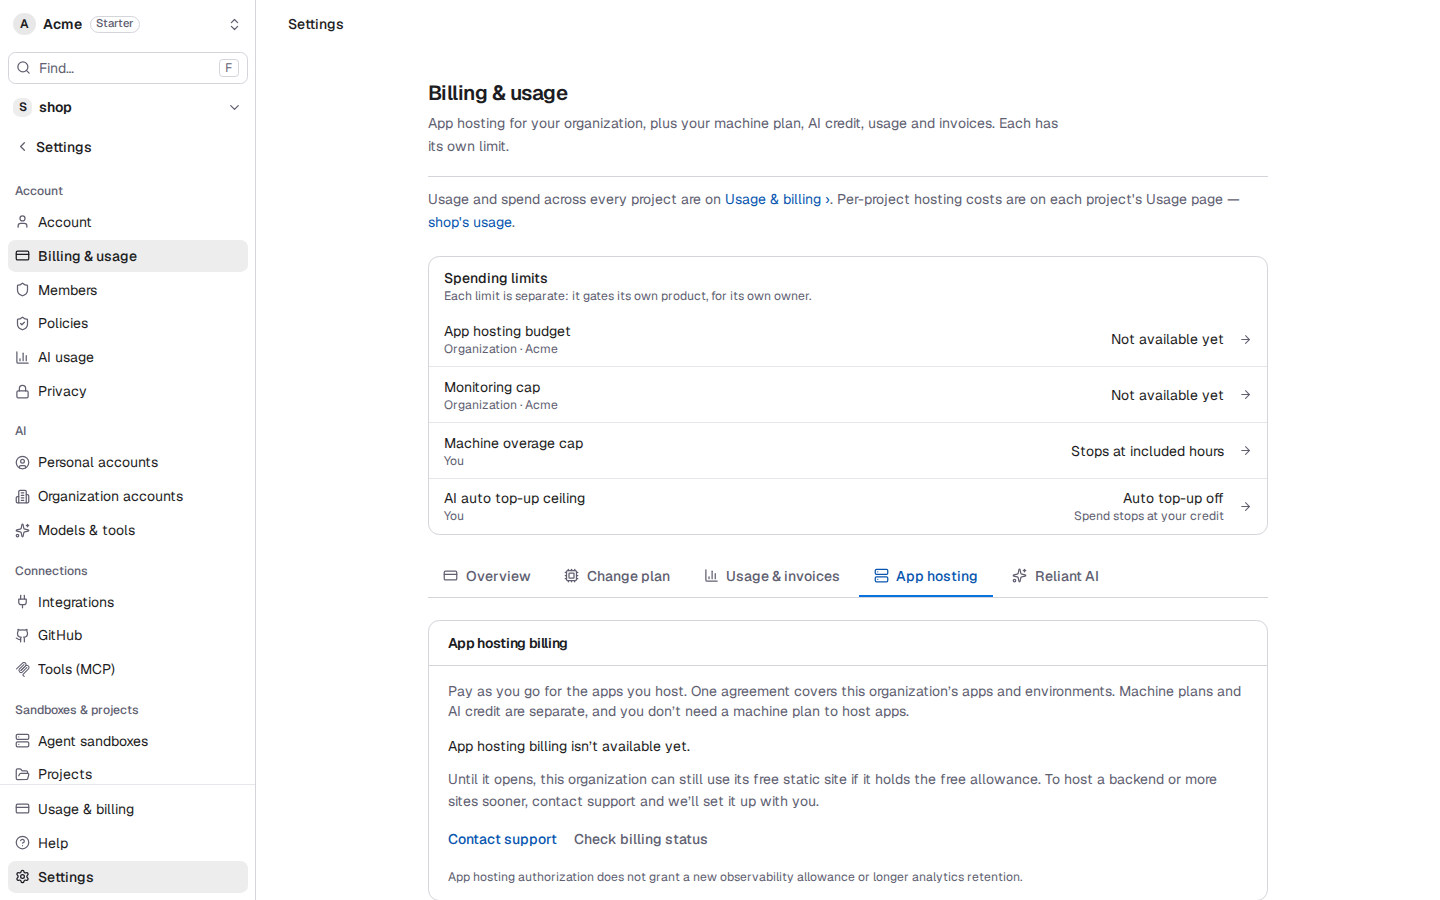 A Acme Starter
Find... F
S shop
Settings
Account
Account
Billing & usage
Members
Policies
AI usage
Privacy
AI
Personal accounts
Organization accounts
Models & tools
Connections
Integrations
GitHub
Tools (MCP)
Sandboxes & projects
Agent sandboxes
Projects
Usage & billing
Help
Settings
Settings
Billing & usage
App hosting for your organization, plus your machine plan, AI credit, usage and invoices. Each has
its own limit.
Usage and spend across every project are on Usage & billing ›. Per-project hosting costs are on each project's Usage page —
shop's usage.
Spending limits
Each limit is separate: it gates its own product, for its own owner.
App hosting budget
Organization · Acme
Not available yet →
Monitoring cap
Organization · Acme
Not available yet →
Machine overage cap
You
Stops at included hours →
AI auto top-up ceiling
You
Auto top-up off →
Spend stops at your credit
Overview Change plan Usage & invoices App hosting Reliant AI
App hosting billing
Pay as you go for the apps you host. One agreement covers this organization's apps and environments. Machine plans and
AI credit are separate, and you don't need a machine plan to host apps.
App hosting billing isn't available yet.
Until it opens, this organization can still use its free static site if it holds the free allowance. To host a backend or more
sites sooner, contact support and we'll set it up with you.
Contact support Check billing status
App hosting authorization does not grant a new observability allowance or longer analytics retention.